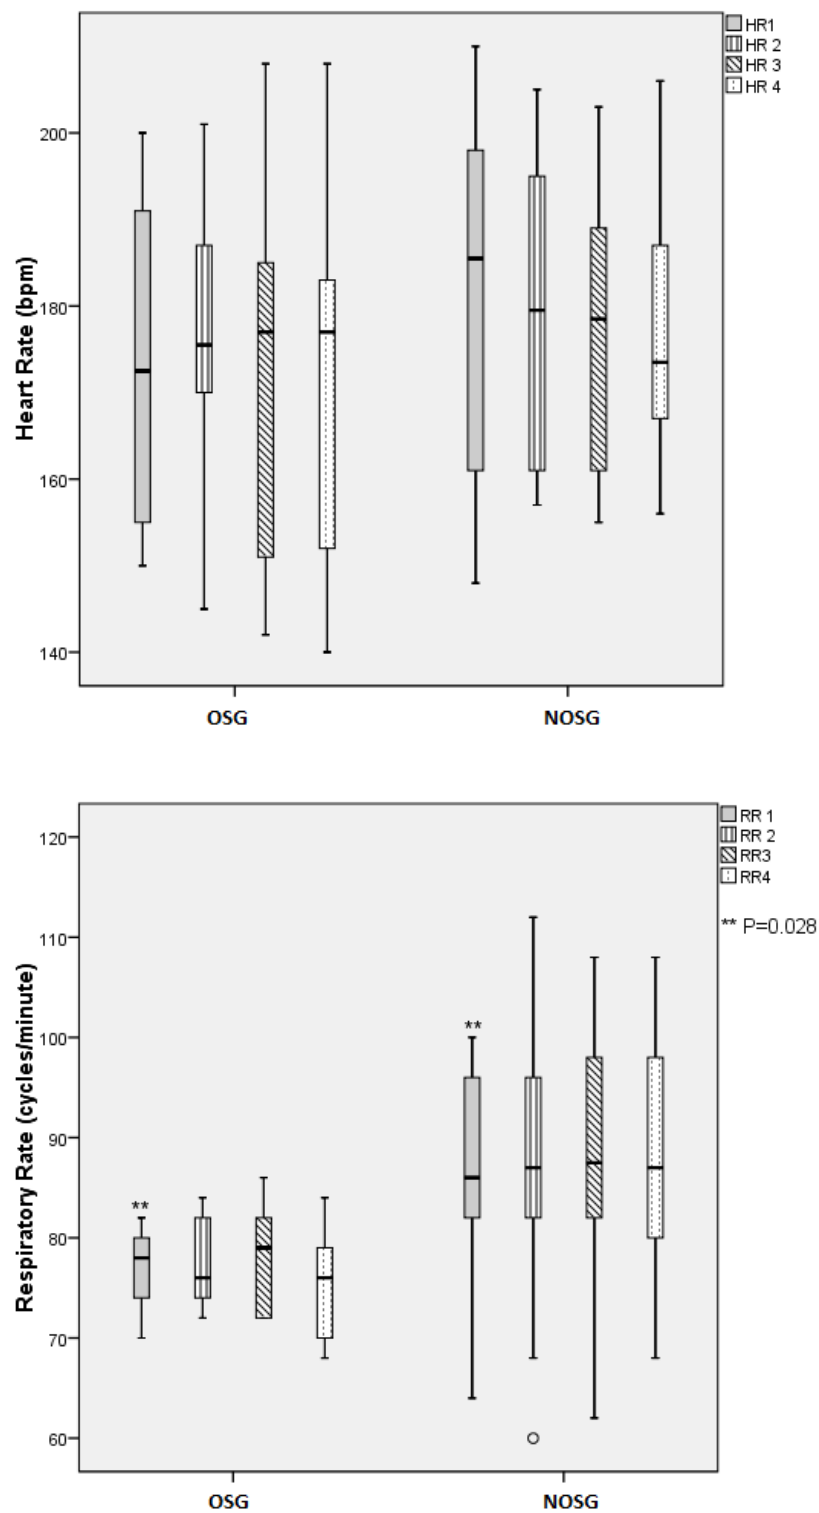 HR1
HR 2
HR 3
HR 4
200
180
160
140
Heart Rate (bpm)
OSG NOSG
RR 1
RR 2
RR3
RR4
** P=0.028
120
110
100
90
80
70
60
**
**
Respiratory Rate (cycles/minute)
OSG NOSG